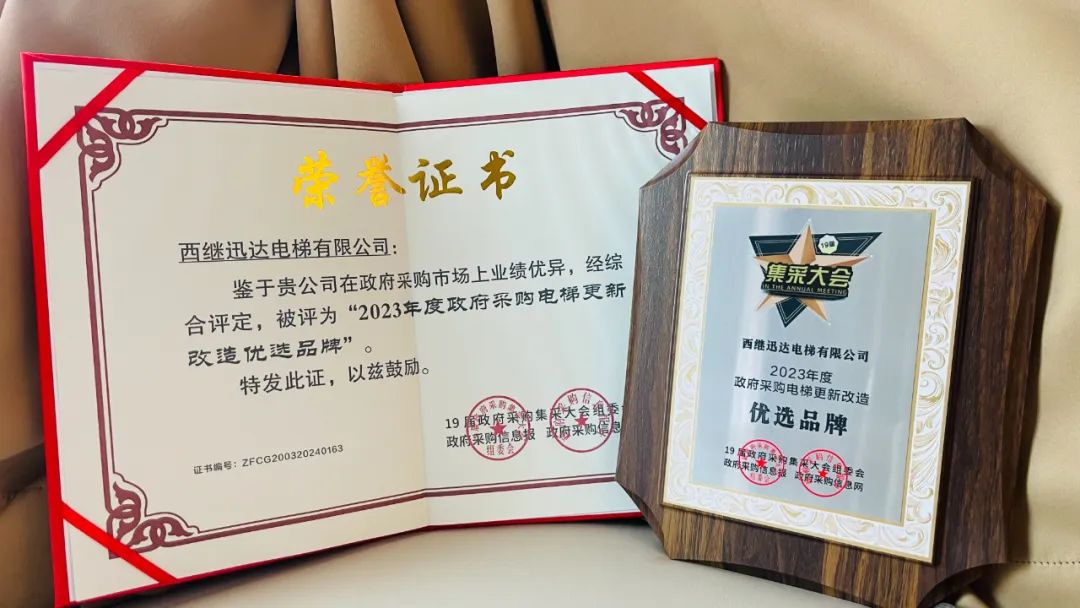 荣誉证书
西继迅达电梯有限公司：
鉴于贵公司在政府采购市场上业绩优异，经综
合评定，被评为“2023年度政府采购电梯更新
改造优选品牌”。
特发此证，以兹鼓励。
19届政府采购集采大会组委
政府采购信息报 政府采购信息
组委会
证书编号：ZFCG200320240163
19届
集采大会
IN THE ANNUAL MEETING
西继迅达电梯有限公司
2023年度
政府采购电梯更新改造
优选品牌
19届政府采购集采大会组委会
政府采购信息报 政府采购信息网
组委会